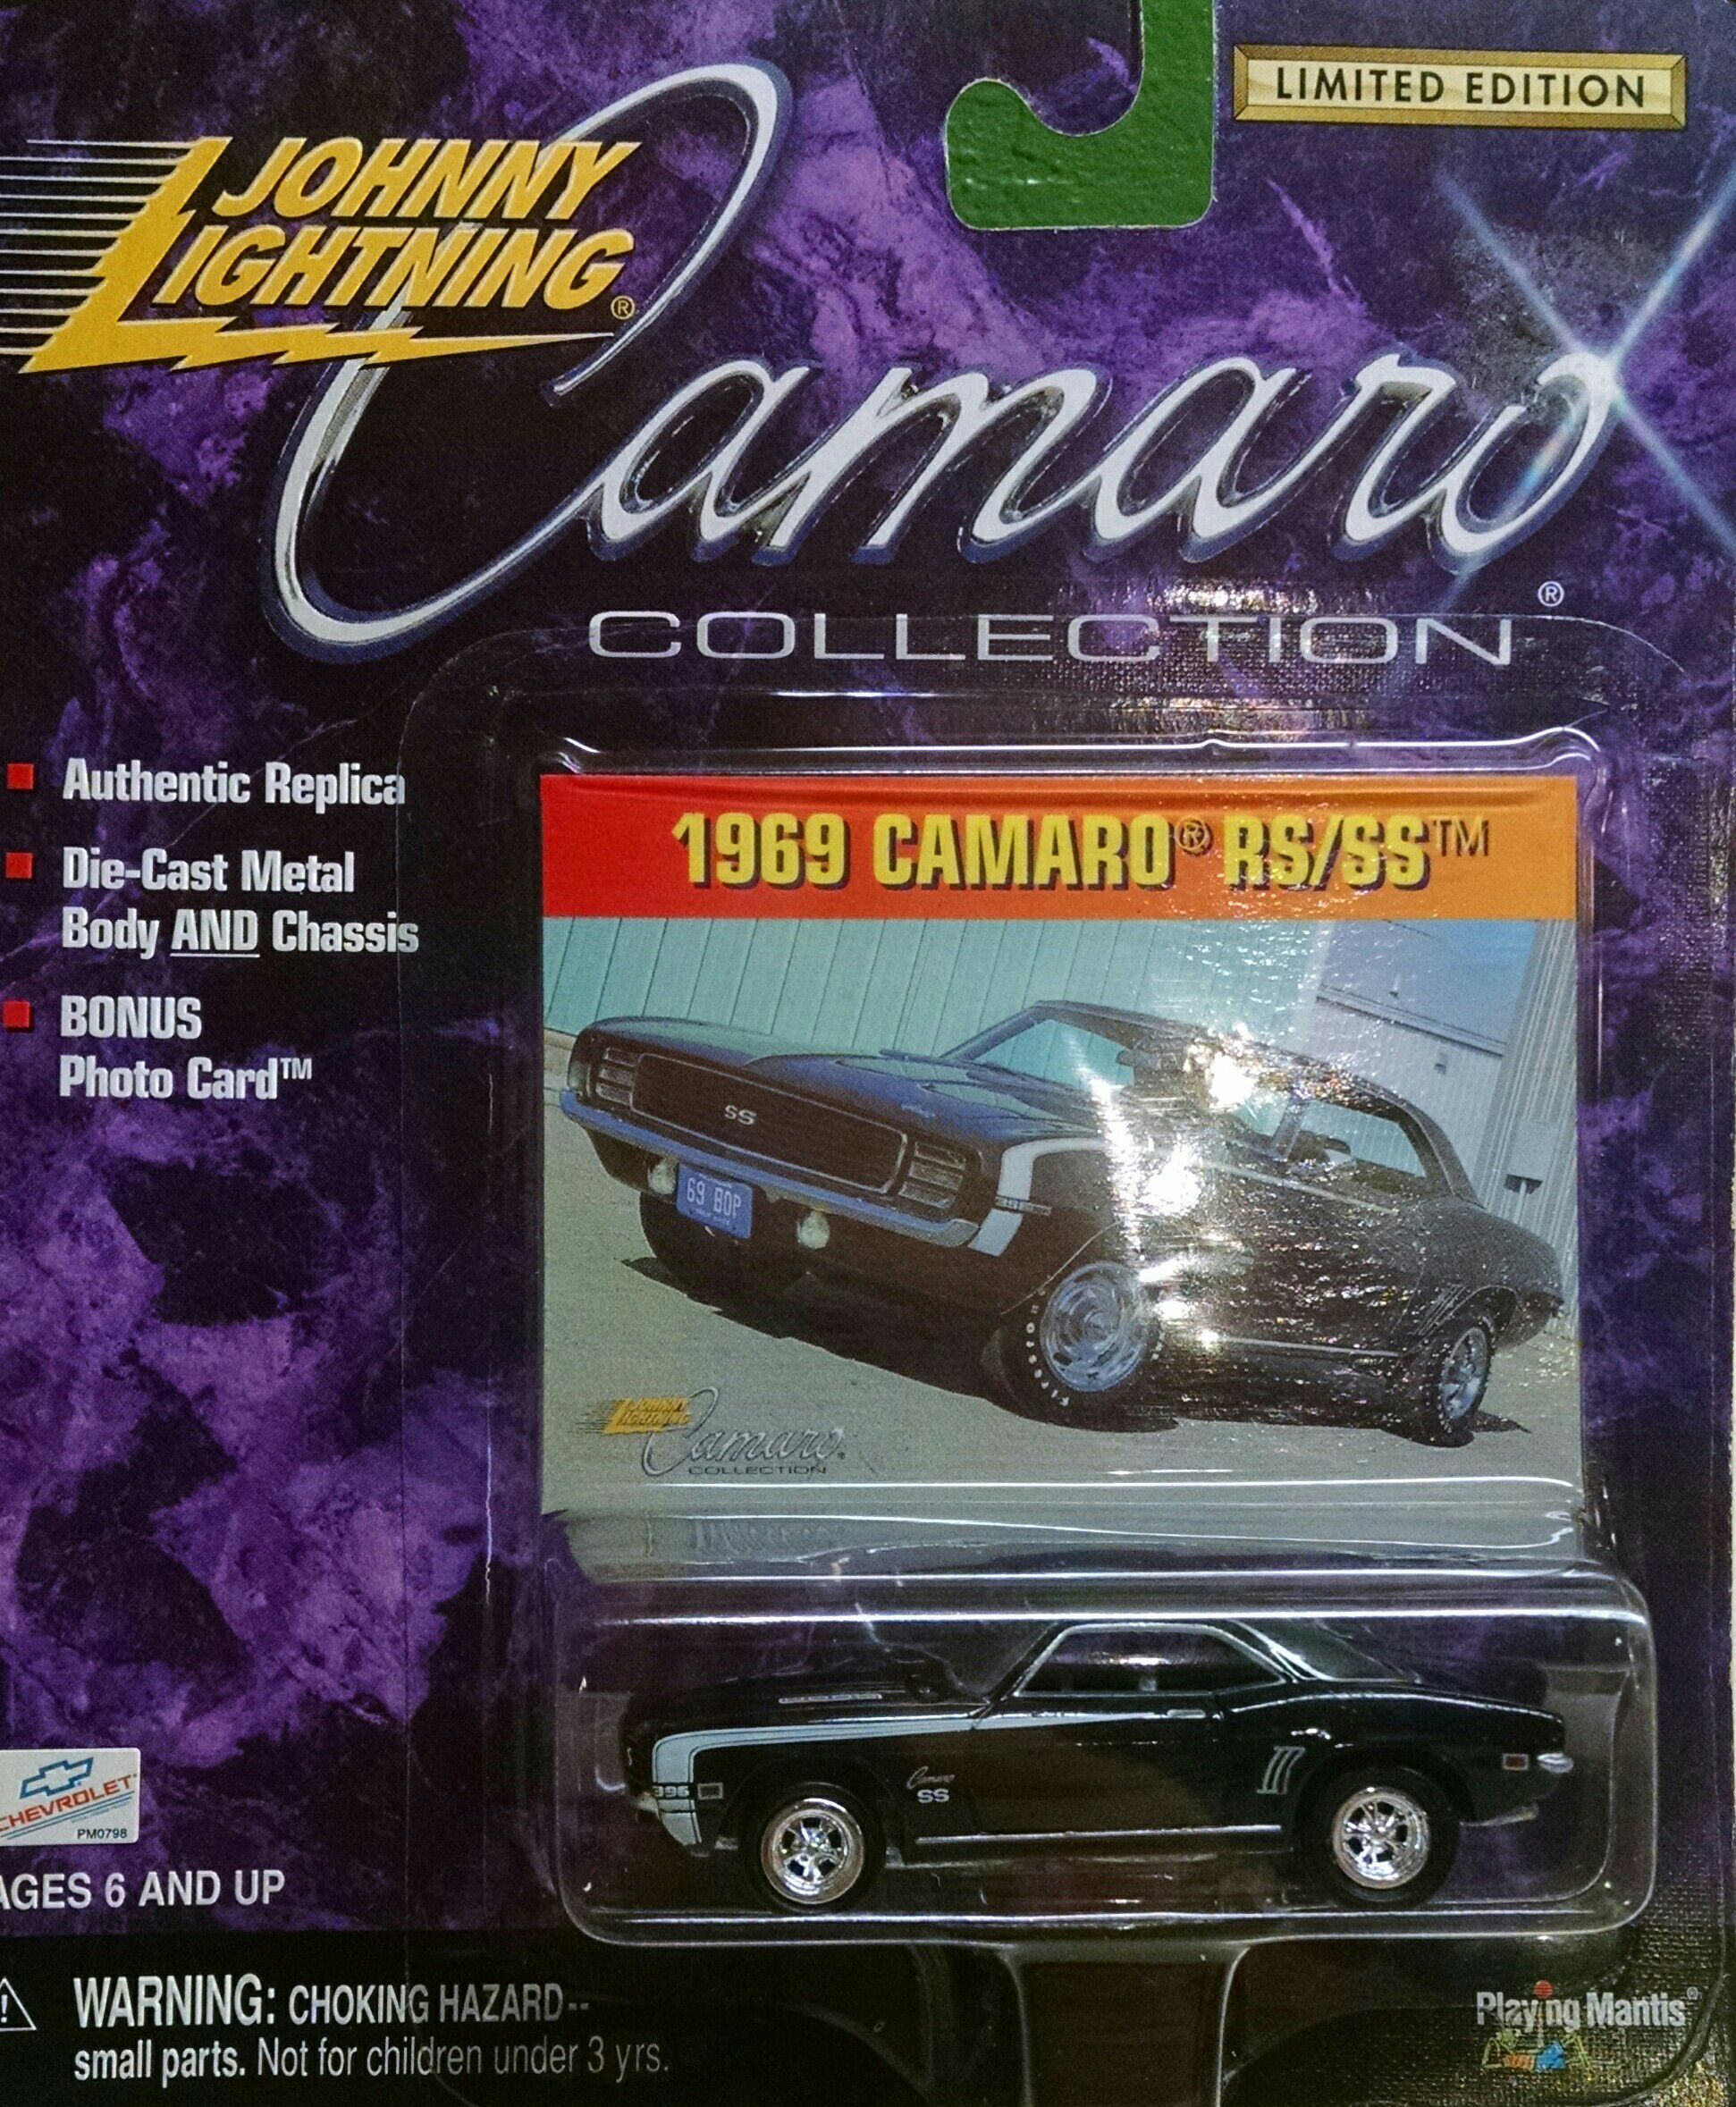 LIMITED EDITION
JOHNNY
LIGHTNING®
Camaro®
COLLECTION
Authentic Replica
Die-Cast Metal
Body AND Chassis
BONUS
Photo Card™
1969 CAMARO® RS/SS™
SS
69 BOP
JOHNNY
LIGHTNING
Camaro®
COLLECTION
396
Camaro
SS
CHEVROLET
PM0798
AGES 6 AND UP
WARNING: CHOKING HAZARD--
small parts. Not for children under 3 yrs.
Playing Mantis®